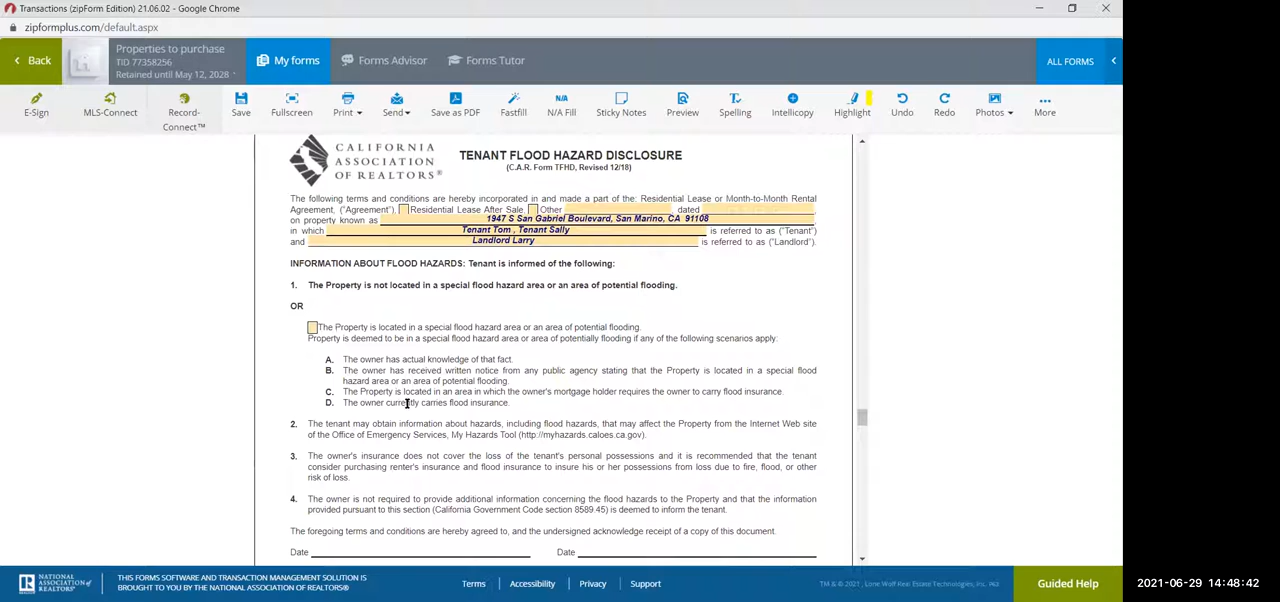 Transactions (zipForm Edition) 21.06.02 - Google Chrome
zipformplus.com/default.aspx
Back
Properties to purchase
TID 77358256
Retained until May 12, 2028
My forms
Forms Advisor
Forms Tutor
ALL FORMS
E-Sign
MLS-Connect
Record-
Connect™
Save
Fullscreen
Print
Send
Save as PDF
Fastfill
N/A
N/A Fill
Sticky Notes
Preview
Spelling
Intellicopy
Highlight
Undo
Redo
Photos
More
CALIFORNIA
ASSOCIATION
OF REALTORS®
TENANT FLOOD HAZARD DISCLOSURE
(C.A.R. Form TFHD, Revised 12/18)
The following terms and conditions are hereby incorporated in and made a part of the: Residential Lease or Month-to-Month Rental
Agreement, ("Agreement"), Residential Lease After Sale, Other , dated ,
on property known as 1947 S San Gabriel Boulevard, San Marino, CA 91108
in which Tenant Tom , Tenant Sally is referred to as ("Tenant")
and Landlord Larry is referred to as ("Landlord").
INFORMATION ABOUT FLOOD HAZARDS: Tenant is informed of the following:
1. The Property is not located in a special flood hazard area or an area of potential flooding.
OR
The Property is located in a special flood hazard area or an area of potential flooding.
Property is deemed to be in a special flood hazard area or area of potentially flooding if any of the following scenarios apply:
A. The owner has actual knowledge of that fact.
B. The owner has received written notice from any public agency stating that the Property is located in a special flood
hazard area or an area of potential flooding.
C. The Property is located in an area in which the owner's mortgage holder requires the owner to carry flood insurance.
D. The owner currently carries flood insurance.
2. The tenant may obtain information about hazards, including flood hazards, that may affect the Property from the Internet Web site
of the Office of Emergency Services, My Hazards Tool (http://myhazards.caloes.ca.gov).
3. The owner's insurance does not cover the loss of the tenant's personal possessions and it is recommended that the tenant
consider purchasing renter's insurance and flood insurance to insure his or her possessions from loss due to fire, flood, or other
risk of loss.
4. The owner is not required to provide additional information concerning the flood hazards to the Property and that the information
provided pursuant to this section (California Government Code section 8589.45) is deemed to inform the tenant.
The foregoing terms and conditions are hereby agreed to, and the undersigned acknowledge receipt of a copy of this document.
Date Date
NATIONAL
ASSOCIATION of
REALTORS®
THIS FORMS SOFTWARE AND TRANSACTION MANAGEMENT SOLUTION IS
BROUGHT TO YOU BY THE NATIONAL ASSOCIATION OF REALTORS®
Terms
Accessibility
Privacy
Support
TM & © 2021 , Lone Wolf Real Estate Technologies, Inc.
Guided Help
2021-06-29 14:48:42